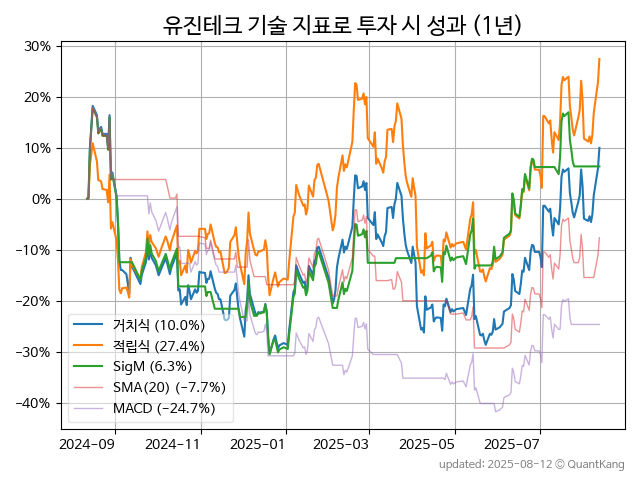 유진테크 기술 지표로 투자 시 성과 (1년)
30%
20%
10%
0%
−10%
−20%
−30%
−40%
거치식 (10.0%)
적립식 (27.4%)
SigM (6.3%)
SMA(20) (−7.7%)
MACD (−24.7%)
2024-09
2024-11
2025-01
2025-03
2025-05
2025-07
updated: 2025-08-12 © QuantKang